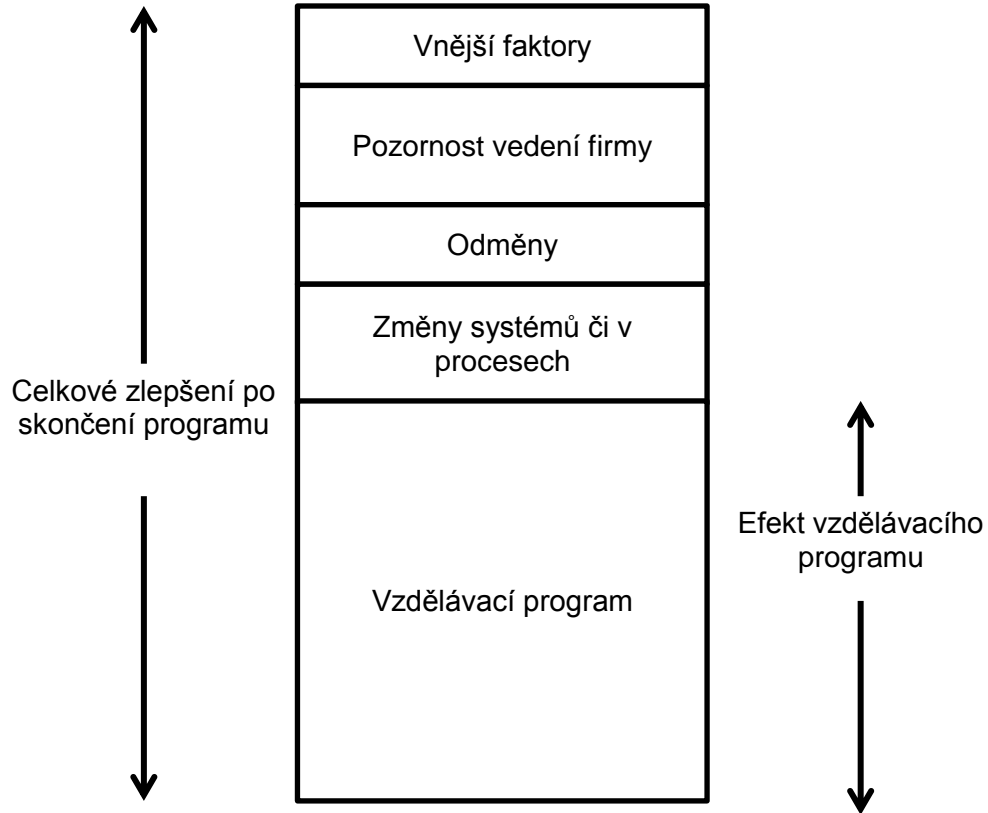 Vnější faktory
Pozornost vedení firmy
Odměny
Změny systémů či v
procesech
Celkové zlepšení po
skončení programu
Efekt vzdělávacího
programu
Vzdělávací program